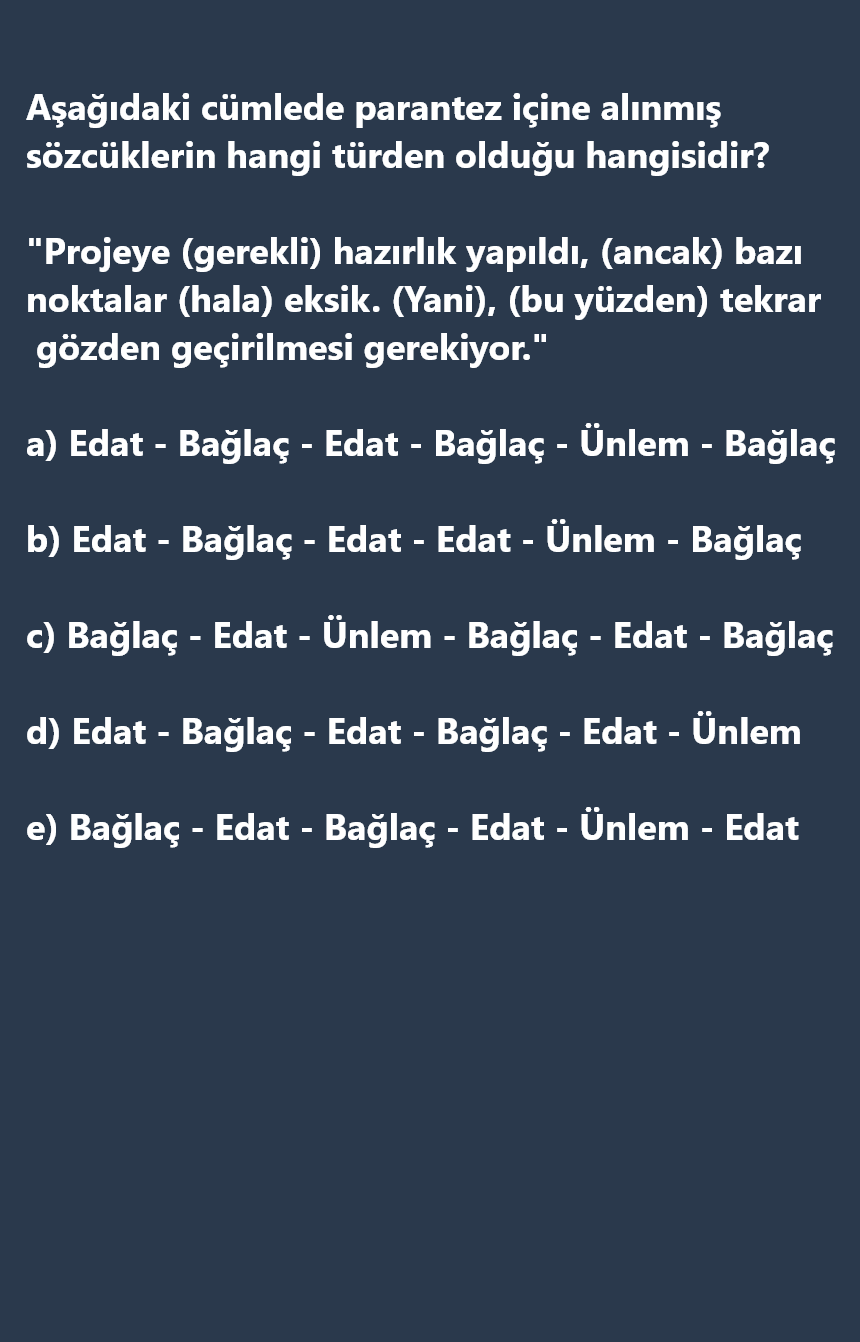 Aşağıdaki cümlede parantez içine alınmış
sözcüklerin hangi türden olduğu hangisidir?
"Projeye (gerekli) hazırlık yapıldı, (ancak) bazı
noktalar (hala) eksik. (Yani), (bu yüzden) tekrar
gözden geçirilmesi gerekiyor."
a) Edat - Bağlaç - Edat - Bağlaç - Ünlem - Bağlaç
b) Edat - Bağlaç - Edat - Edat - Ünlem - Bağlaç
c) Bağlaç - Edat - Ünlem - Bağlaç - Edat - Bağlaç
d) Edat - Bağlaç - Edat - Bağlaç - Edat - Ünlem
e) Bağlaç - Edat - Bağlaç - Edat - Ünlem - Edat